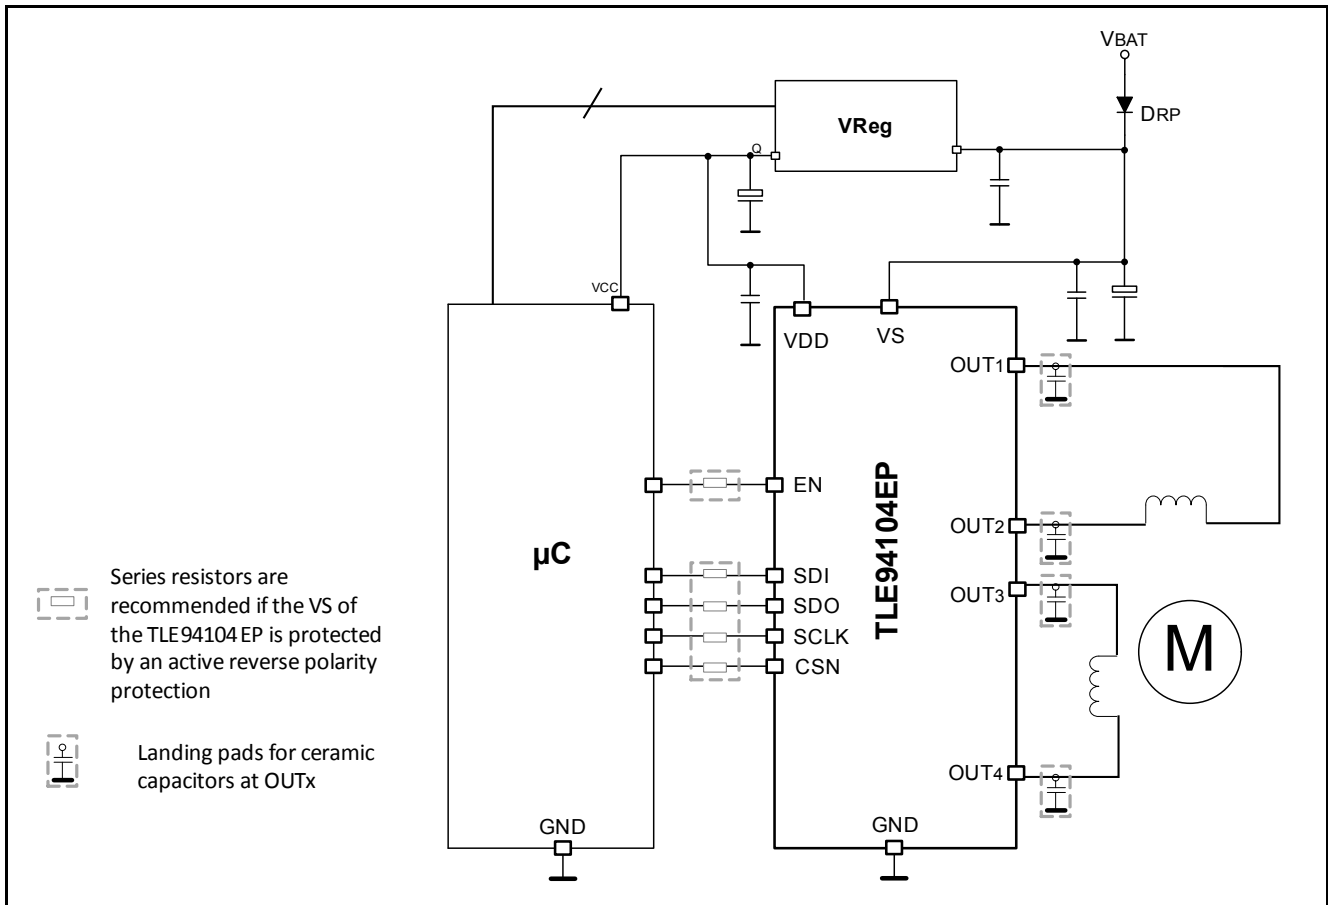 VBAT
DRP
VReg
Q
VCC
VDD
VS
OUT1
EN
OUT2
TLE94104EP
µC
SDI
OUT3
SDO
SCLK
CSN
M
Series resistors are
recommended if the VS of
the TLE94104EP is protected
by an active reverse polarity
protection
Landing pads for ceramic
capacitors at OUTx
OUT4
GND
GND